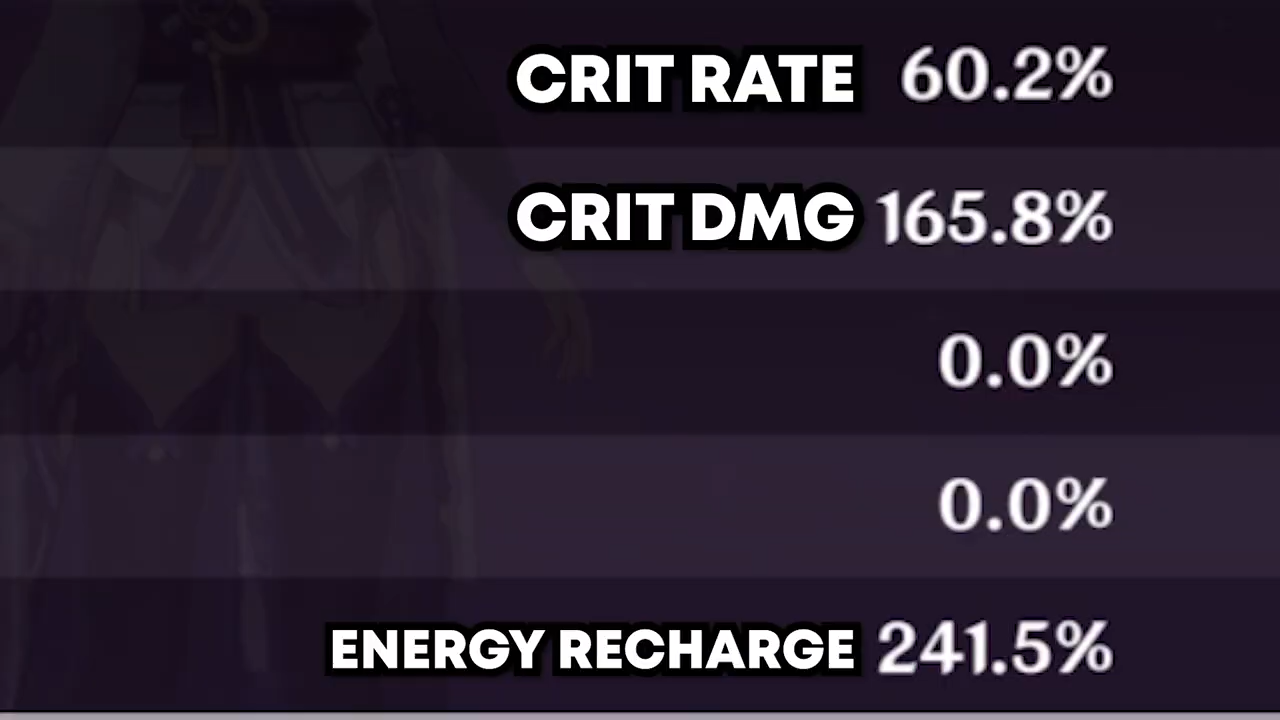 CRIT RATE 60.2%
CRIT DMG 165.8%
0.0%
0.0%
ENERGY RECHARGE 241.5%